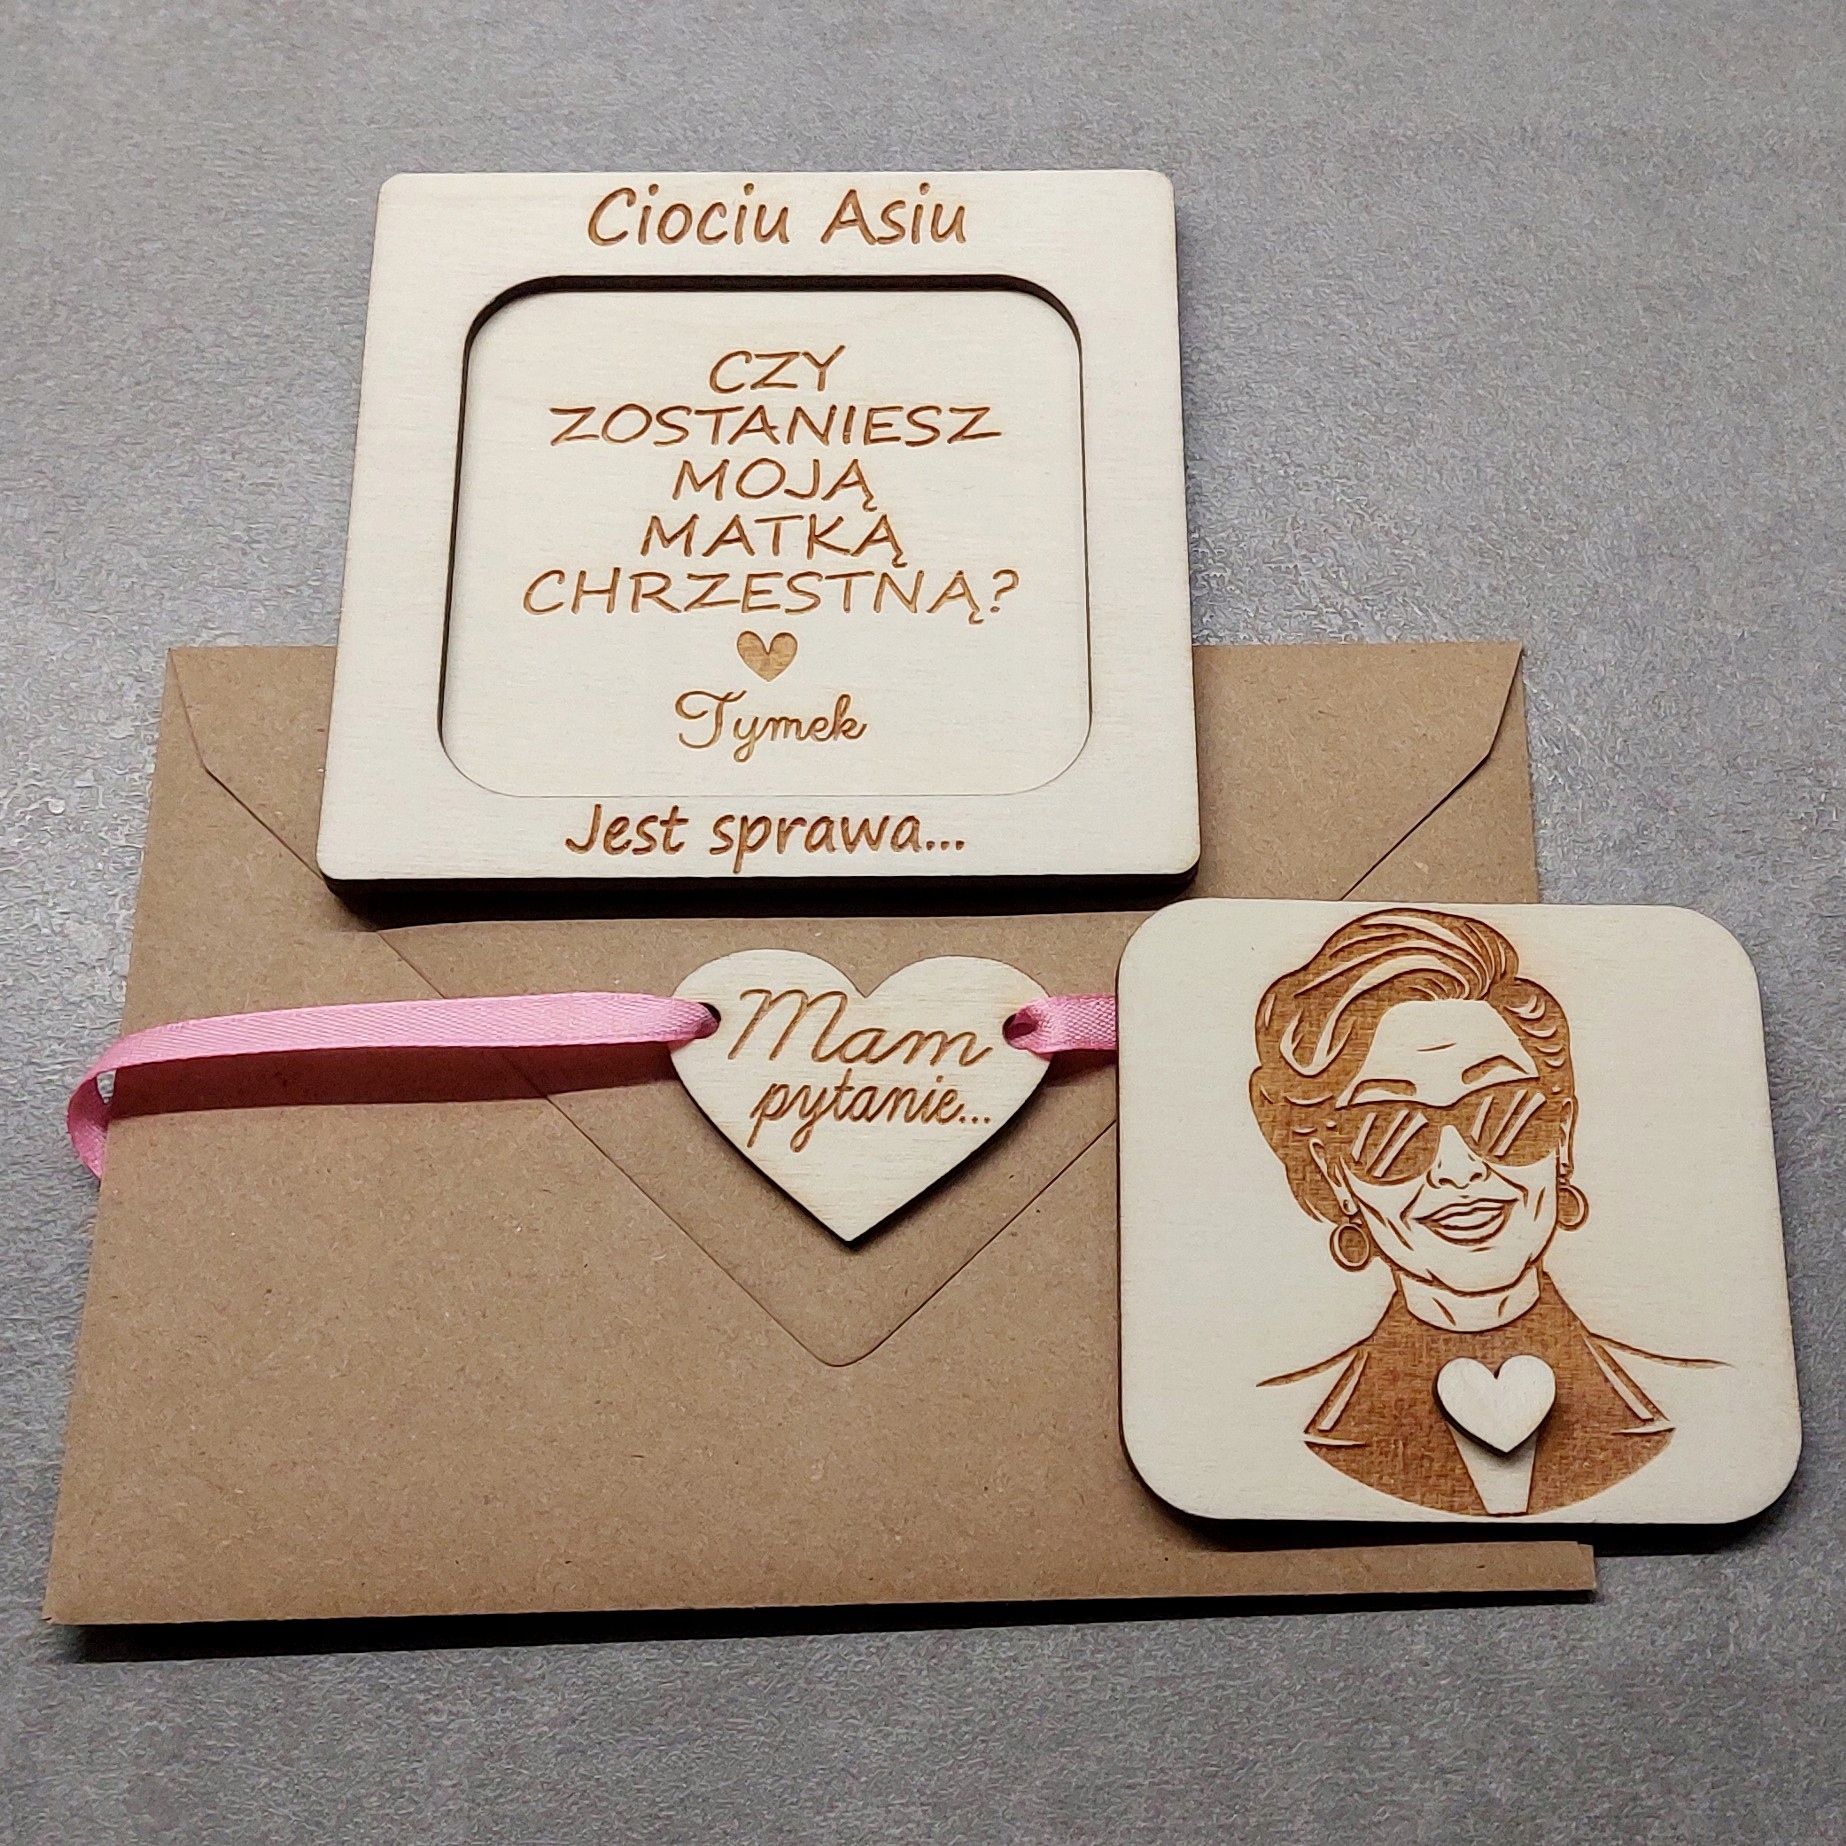 Ciociu Asiu
CZY
ZOSTANIESZ
MOJĄ
MATKĄ
CHRZESTNĄ?
Tymek
Jest sprawa...
Mam
pytanie...